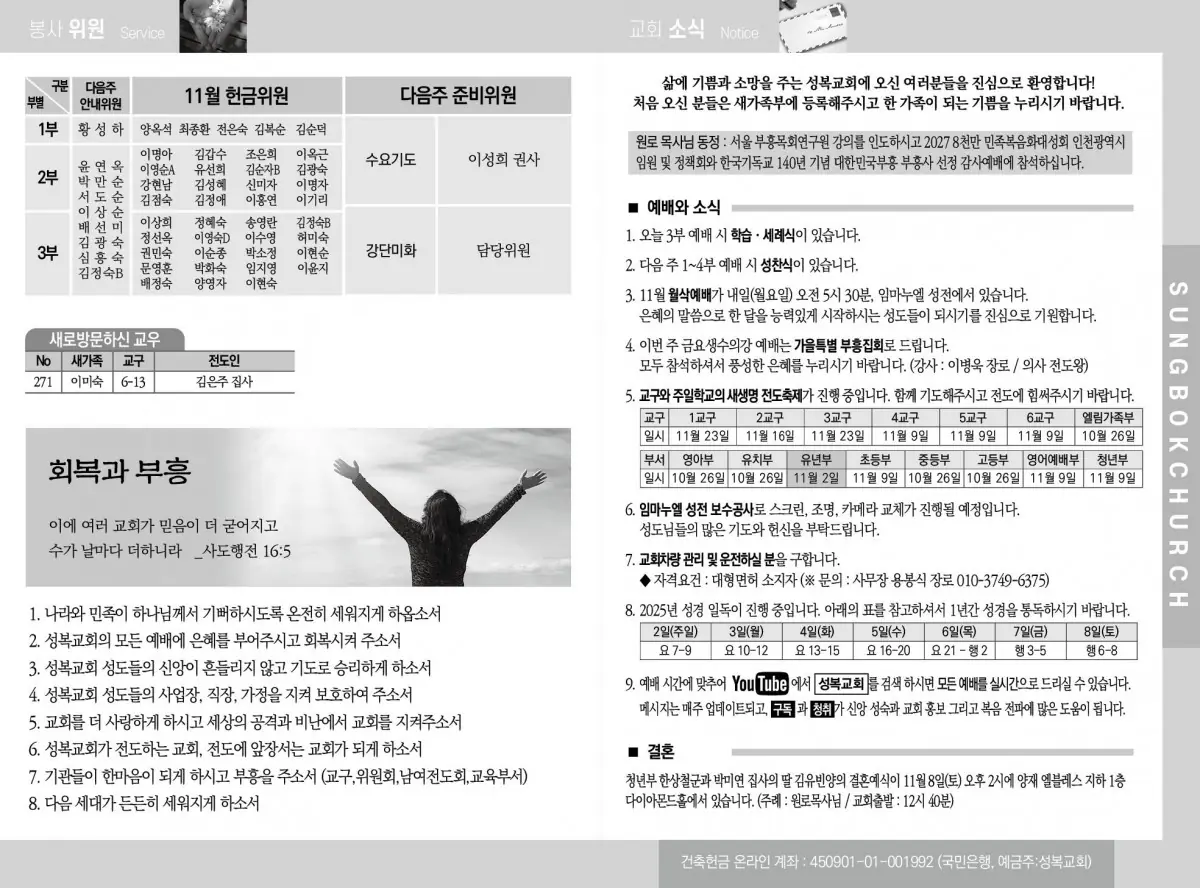 봉사 위원 Service
구분
부별
다음주
안내위원
11월 헌금위원
다음주 준비위원
1부
황 성 하
양옥석 최종환 전은숙 김복순 김순덕
2부
윤 연 옥
박 만 순
서 도 순
이 상 순
배 선 미
김 광 숙
심 홍 숙
김정숙B
이명아 김갑수 조은희 이옥근
이영순A 유선희 김순자B 김광숙
강현남 김성혜 신미자 이명자
김점숙 김정애 이홍연 이기리
3부
이상희 정혜숙 송영란 김정숙B
정선옥 이영숙D 이수영 허미숙
권민숙 이순종 박소정 이현순
문영훈 박화숙 임지영 이윤지
배정숙 양영자 이현숙
수요기도 이성희 권사
강단미화 담당위원
새로방문하신 교우
No 새가족 교구 전도인
271 이미숙 6-13 김은주 집사
회복과 부흥
이에 여러 교회가 믿음이 더 굳어지고
수가 날마다 더하니라 _사도행전 16:5
1. 나라와 민족이 하나님께서 기뻐하시도록 온전히 세워지게 하옵소서
2. 성복교회의 모든 예배에 은혜를 부어주시고 회복시켜 주소서
3. 성복교회 성도들의 신앙이 흔들리지 않고 기도로 승리하게 하소서
4. 성복교회 성도들의 사업장, 직장, 가정을 지켜 보호하여 주소서
5. 교회를 더 사랑하게 하시고 세상의 공격과 비난에서 교회를 지켜주소서
6. 성복교회가 전도하는 교회, 전도에 앞장서는 교회가 되게 하소서
7. 기관들이 한마음이 되게 하시고 부흥을 주소서 (교구,위원회,남여전도회,교육부서)
8. 다음 세대가 든든히 세워지게 하소서
교회 소식 Notice
삶에 기쁨과 소망을 주는 성복교회에 오신 여러분들을 진심으로 환영합니다!
처음 오신 분들은 새가족부에 등록해주시고 한 가족이 되는 기쁨을 누리시기 바랍니다.
원로 목사님 동정 : 서울 부흥목회연구원 강의를 인도하시고 2027 8천만 민족복음화대성회 인천광역시
임원 및 정책회와 한국기독교 140년 기념 대한민국부흥 부흥사 선정 감사예배에 참석하십니다.
■ 예배와 소식
1. 오늘 3부 예배 시 학습·세례식이 있습니다.
2. 다음 주 1~4부 예배 시 성찬식이 있습니다.
3. 11월 월삭예배가 내일(월요일) 오전 5시 30분, 임마누엘 성전에서 있습니다.
은혜의 말씀으로 한 달을 능력있게 시작하시는 성도들이 되시기를 진심으로 기원합니다.
4. 이번 주 금요생수의강 예배는 가을특별 부흥집회로 드립니다.
모두 참석하셔서 풍성한 은혜를 누리시기 바랍니다. (강사 : 이병욱 장로 / 의사 전도왕)
5. 교구와 주일학교의 새생명 전도축제가 진행 중입니다. 함께 기도해주시고 전도에 힘써주시기 바랍니다.
교구 1교구 2교구 3교구 4교구 5교구 6교구 엘림가족부
일시 11월 23일 11월 16일 11월 23일 11월 9일 11월 9일 11월 9일 10월 26일
부서 영아부 유치부 유년부 초등부 중등부 고등부 영어예배부 청년부
일시 10월 26일 10월 26일 11월 2일 11월 9일 10월 26일 10월 26일 11월 9일 11월 9일
6. 임마누엘 성전 보수공사로 스크린, 조명, 카메라 교체가 진행될 예정입니다.
성도님들의 많은 기도와 헌신을 부탁드립니다.
7. 교회차량 관리 및 운전하실 분을 구합니다.
◆ 자격요건 : 대형면허 소지자 (※ 문의 : 사무장 용봉식 장로 010-3749-6375)
8. 2025년 성경 일독이 진행 중입니다. 아래의 표를 참고하셔서 1년간 성경을 통독하시기 바랍니다.
2일(주일) 3일(월) 4일(화) 5일(수) 6일(목) 7일(금) 8일(토)
요 7-9 요 10-12 요 13-15 요 16-20 요 21 - 행 2 행 3-5 행 6-8
9. 예배 시간에 맞추어 YouTube 에서 성복교회 를 검색 하시면 모든 예배를 실시간으로 드리실 수 있습니다.
메시지는 매주 업데이트되고, 구독 과 청취가 신앙 성숙과 교회 홍보 그리고 복음 전파에 많은 도움이 됩니다.
■ 결혼
청년부 한상철군과 박미연 집사의 딸 김유빈양의 결혼예식이 11월 8일(토) 오후 2시에 양재 엘블레스 지하 1층
다이아몬드홀에서 있습니다. (주례 : 원로목사님 / 교회출발 : 12시 40분)
건축헌금 온라인 계좌 : 450901-01-001992 (국민은행, 예금주:성복교회)
SUNGBOKCHURCH